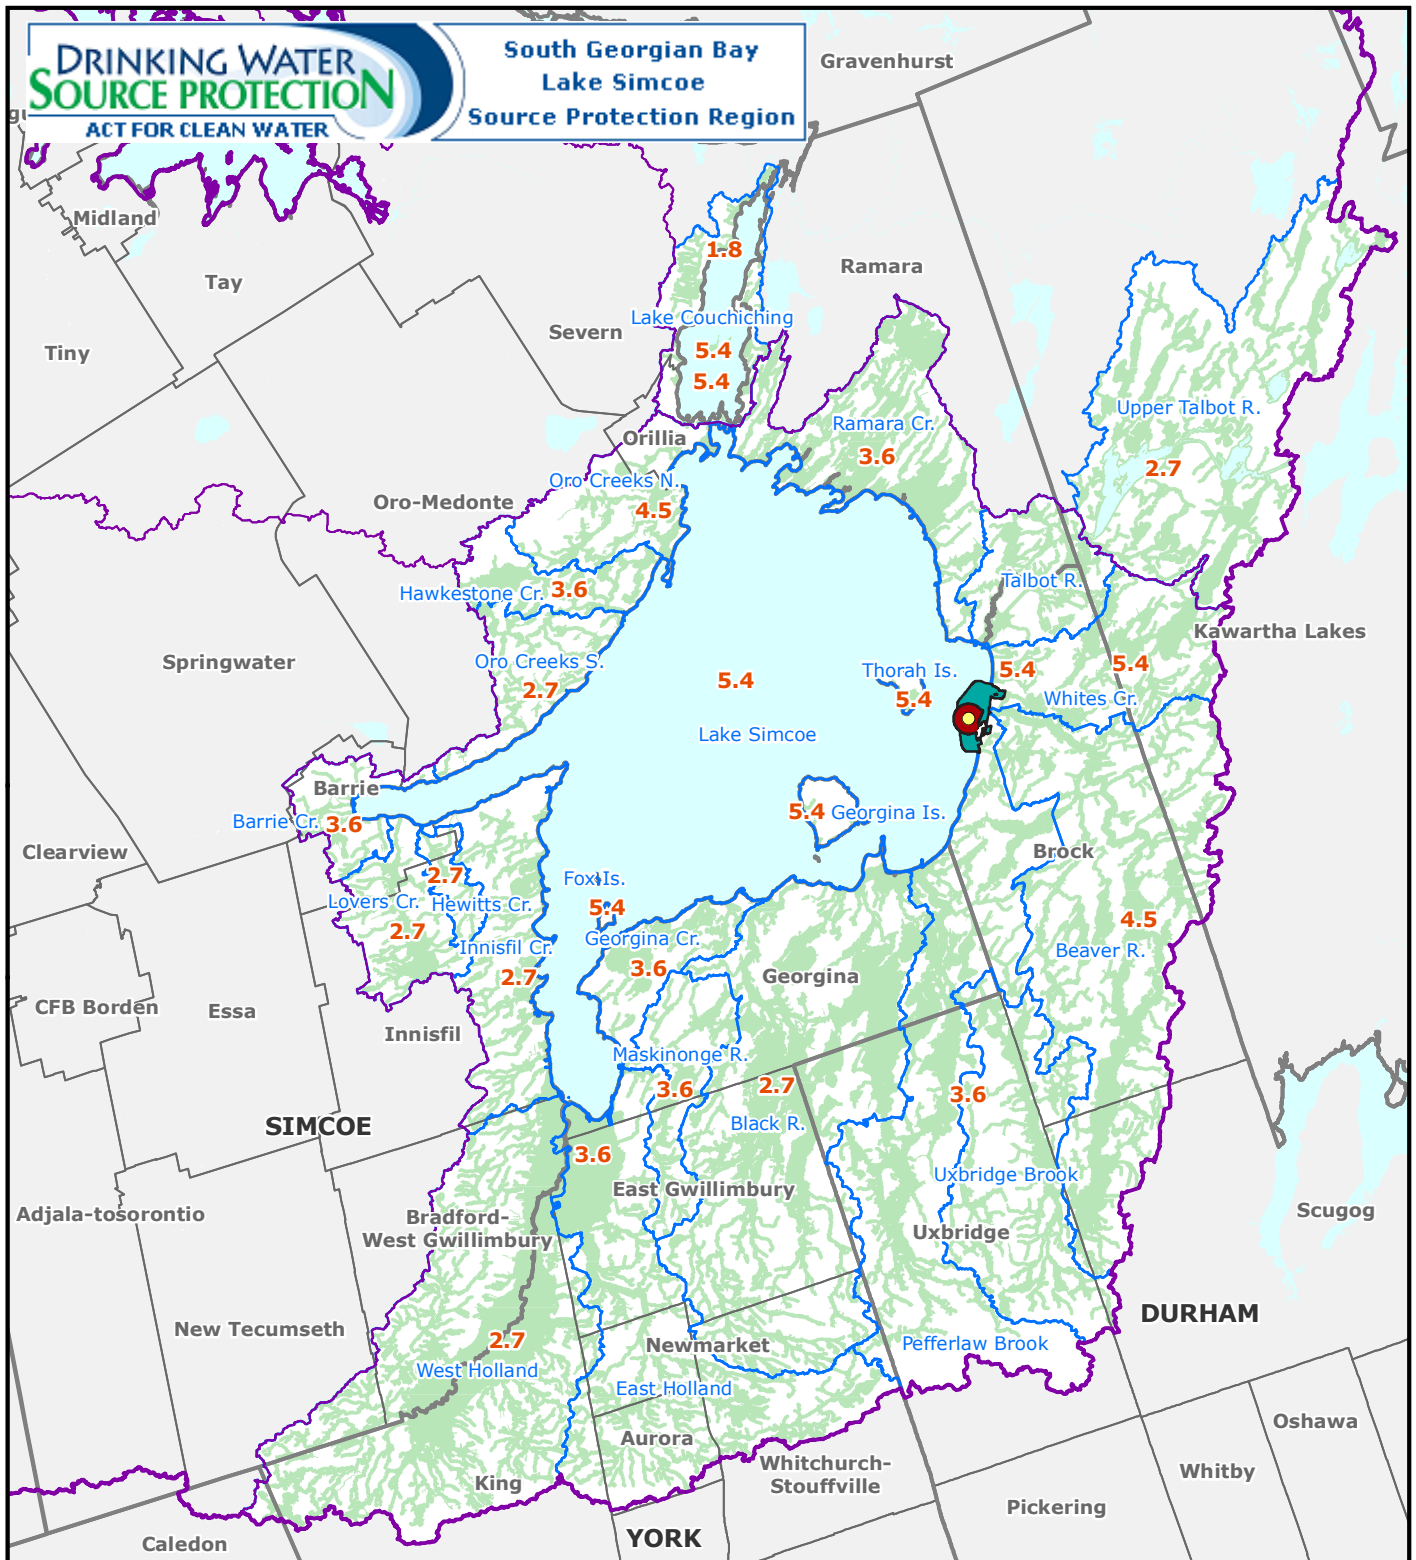 DRINKING WATER
SOURCE PROTECTION
ACT FOR CLEAN WATER
South Georgian Bay
Lake Simcoe
Source Protection Region
Gravenhurst
Midland
Tay
Tiny
Severn
Ramara
1.8
Lake Couchiching
5.4
5.4
Orillia
Ramara Cr.
3.6
Upper Talbot R.
2.7
Oro-Medonte
Oro Creeks N.
4.5
Hawkestone Cr.
3.6
Talbot R.
Kawartha Lakes
Springwater
Oro Creeks S.
2.7
5.4
Lake Simcoe
Thorah Is.
5.4
5.4
5.4
Whites Cr.
Barrie
Barrie Cr.
3.6
5.4
Georgina Is.
Clearview
Brock
2.7
Lovers Cr.
Hewitts Cr.
2.7
Fox Is.
5.4
4.5
Innisfil Cr.
2.7
Georgina Cr.
3.6
Beaver R.
Georgina
CFB Borden
Essa
Innisfil
Maskinonge R.
3.6
2.7
3.6
SIMCOE
Black R.
3.6
East Gwillimbury
Uxbridge Brook
Adjala-tosorontio
Bradford-
West Gwillimbury
Uxbridge
Scugog
New Tecumseth
2.7
West Holland
Newmarket
Pefferlaw Brook
DURHAM
East Holland
Aurora
Oshawa
King
Whitchurch-
Stouffville
Whitby
Pickering
Caledon
YORK